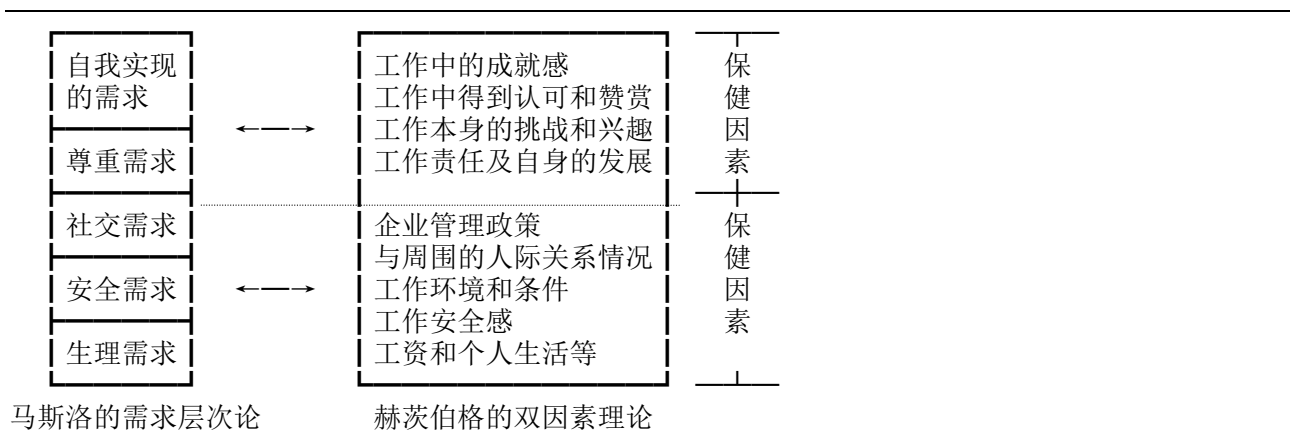 自我实现
的需求
尊重需求
社交需求
安全需求
生理需求
工作中的成就感
工作中得到认可和赞赏
工作本身的挑战和兴趣
工作责任及自身的发展
企业管理政策
与周围的人际关系情况
工作环境和条件
工作安全感
工资和个人生活等
保
健
因
素
保
健
因
素
马斯洛的需求层次论
赫茨伯格的双因素理论